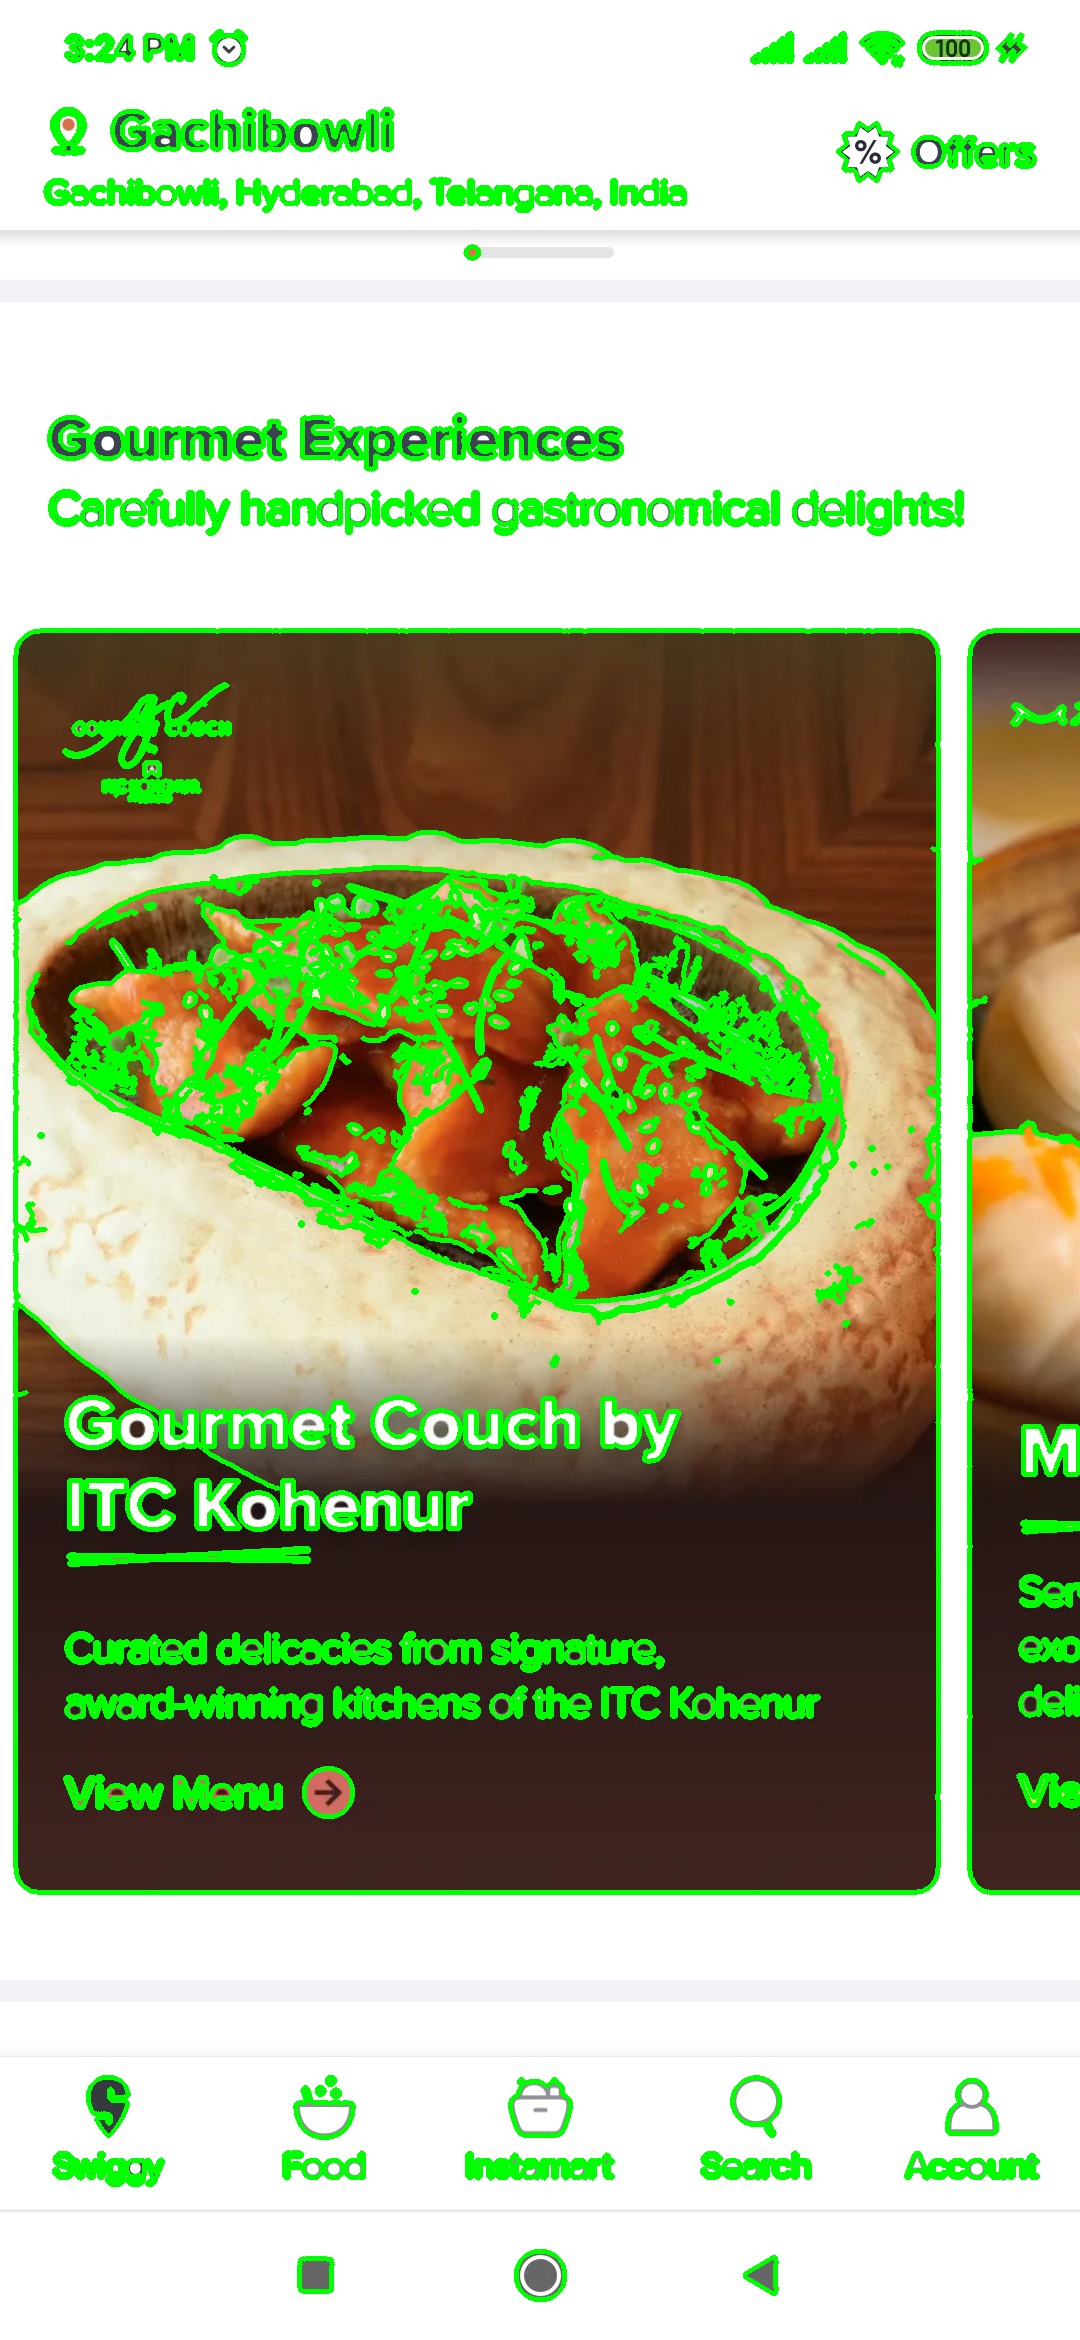 3:24 PM
100
Gachibowli
% Offers
Gachibowli, Hyderabad, Telangana, India
Gourmet Experiences
Carefully handpicked gastronomical delights!
Gourmet Couch by
ITC Kohenur
Curated delicacies from signature,
award-winning kitchens of the ITC Kohenur
View Menu
M
Ser
exo
deli
Vie
Swiggy
Food
Instamart
Search
Account